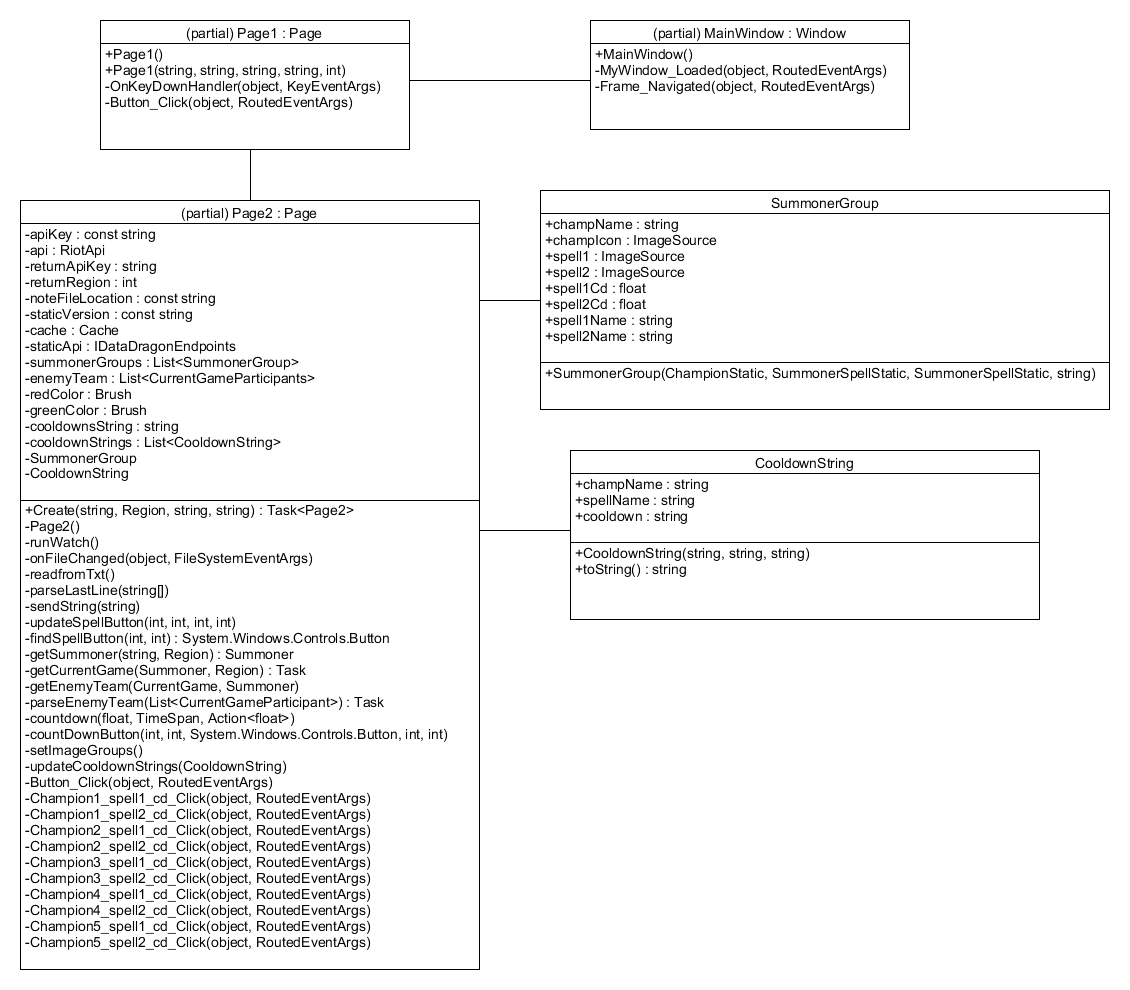 (partial) Page1 : Page
+Page1()
+Page1(string, string, string, string, int)
-OnKeyDownHandler(object, KeyEventArgs)
-Button_Click(object, RoutedEventArgs)
(partial) MainWindow : Window
+MainWindow()
-MyWindow_Loaded(object, RoutedEventArgs)
-Frame_Navigated(object, RoutedEventArgs)
(partial) Page2 : Page
-apiKey : const string
-api : RiotApi
-returnApiKey : string
-returnRegion : int
-noteFileLocation : const string
-staticVersion : const string
-cache : Cache
-staticApi : IDataDragonEndpoints
-summonerGroups : List<SummonerGroup>
-enemyTeam : List<CurrentGameParticipants>
-redColor : Brush
-greenColor : Brush
-cooldownsString : string
-cooldownStrings : List<CooldownString>
-SummonerGroup
-CooldownString
+Create(string, Region, string, string) : Task<Page2>
-Page2()
-runWatch()
-onFileChanged(object, FileSystemEventArgs)
-readfromTxt()
-parseLastLine(string[])
-sendString(string)
-updateSpellButton(int, int, int, int)
-findSpellButton(int, int) : System.Windows.Controls.Button
-getSummoner(string, Region) : Summoner
-getCurrentGame(Summoner, Region) : Task
-getEnemyTeam(CurrentGame, Summoner)
-parseEnemyTeam(List<CurrentGameParticipant>) : Task
-countdown(float, TimeSpan, Action<float>)
-countDownButton(int, int, System.Windows.Controls.Button, int, int)
-setImageGroups()
-updateCooldownStrings(CooldownString)
-Button_Click(object, RoutedEventArgs)
-Champion1_spell1_cd_Click(object, RoutedEventArgs)
-Champion1_spell2_cd_Click(object, RoutedEventArgs)
-Champion2_spell1_cd_Click(object, RoutedEventArgs)
-Champion2_spell2_cd_Click(object, RoutedEventArgs)
-Champion3_spell1_cd_Click(object, RoutedEventArgs)
-Champion3_spell2_cd_Click(object, RoutedEventArgs)
-Champion4_spell1_cd_Click(object, RoutedEventArgs)
-Champion4_spell2_cd_Click(object, RoutedEventArgs)
-Champion5_spell1_cd_Click(object, RoutedEventArgs)
-Champion5_spell2_cd_Click(object, RoutedEventArgs)
SummonerGroup
+champName : string
+champIcon : ImageSource
+spell1 : ImageSource
+spell2 : ImageSource
+spell1Cd : float
+spell2Cd : float
+spell1Name : string
+spell2Name : string
+SummonerGroup(ChampionStatic, SummonerSpellStatic, SummonerSpellStatic, string)
CooldownString
+champName : string
+spellName : string
+cooldown : string
+CooldownString(string, string, string)
+toString() : string